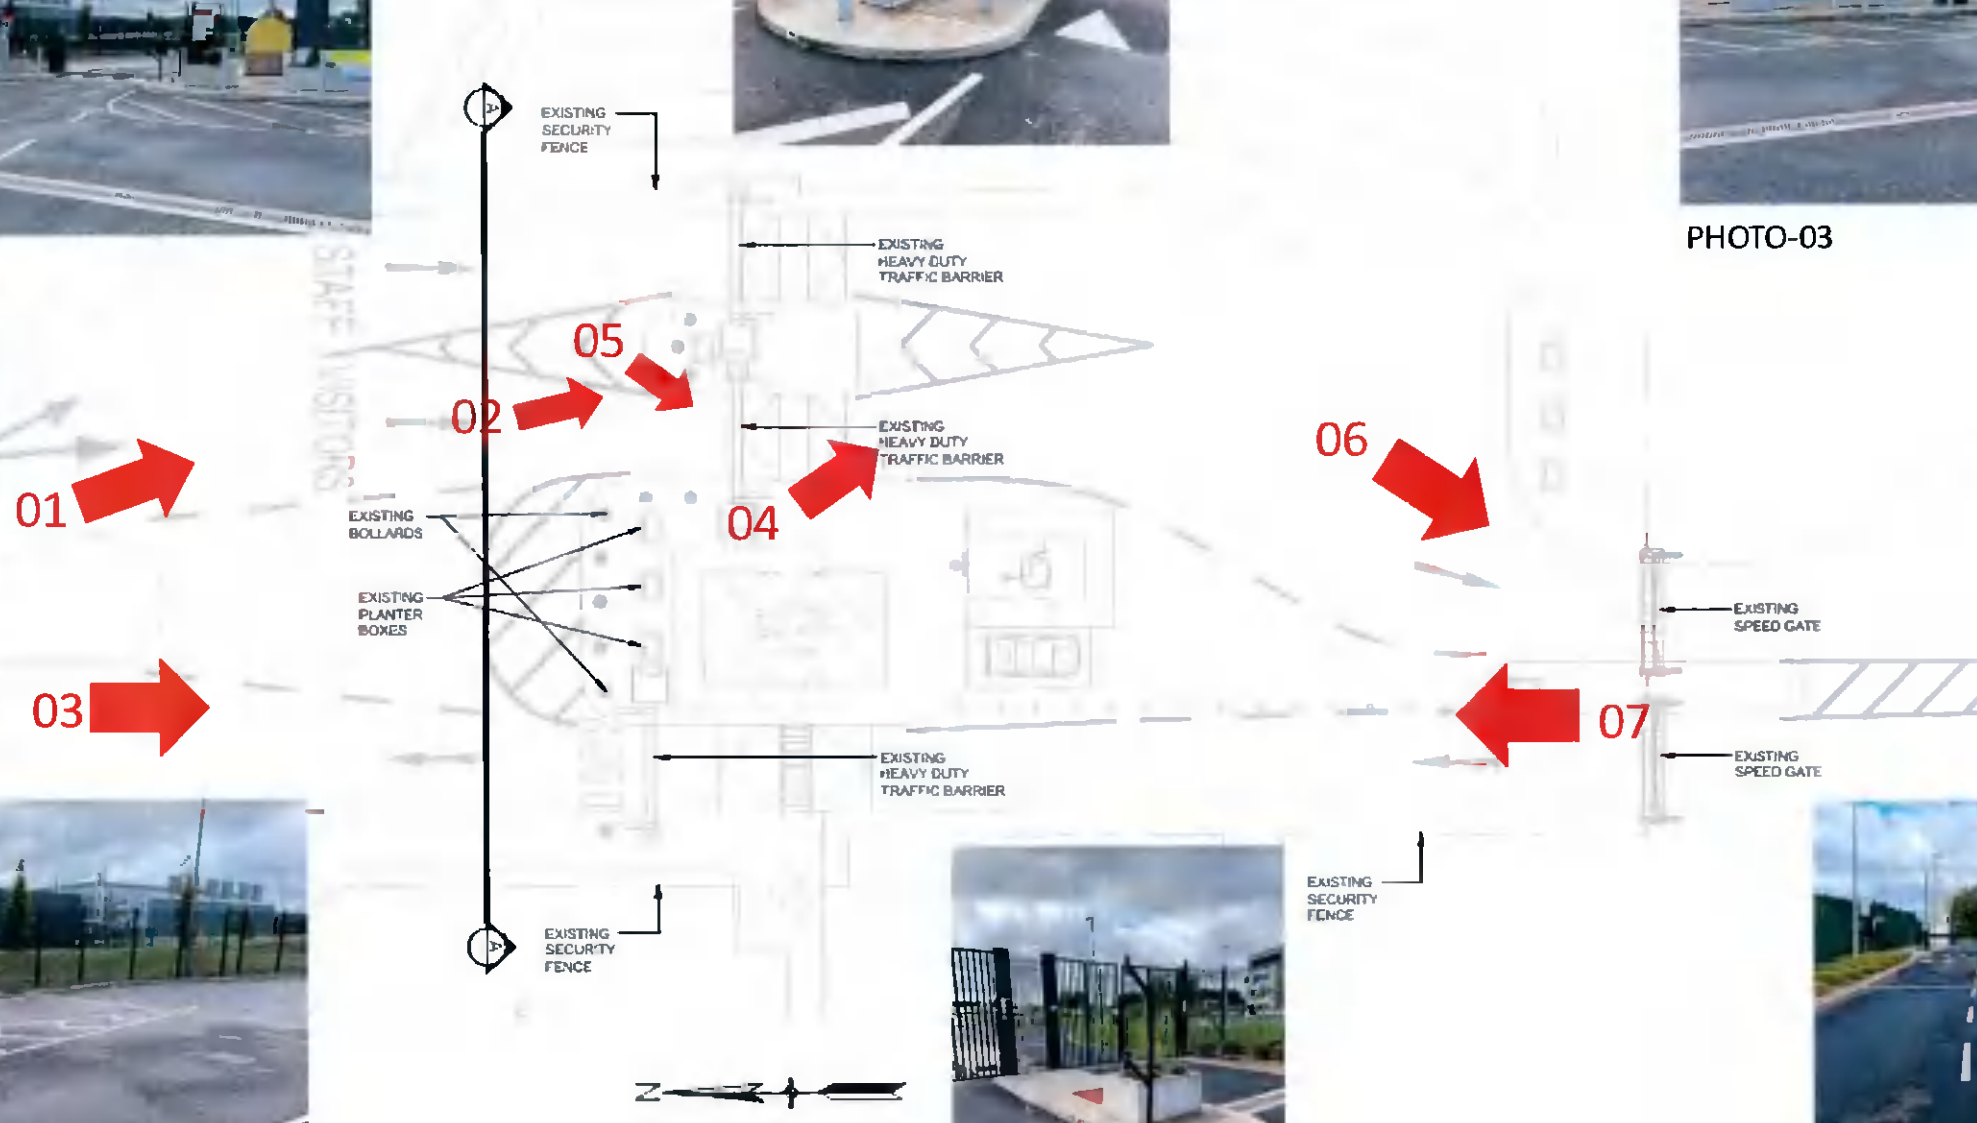 EXISTING
SECURITY
FENCE
PHOTO-03
EXISTING
HEAVY DUTY
TRAFFIC BARRIER
STAFF VISITORS
05
02
EXISTING
HEAVY DUTY
TRAFFIC BARRIER
06
01
04
EXISTING
BOLLARDS
EXISTING
PLANTER
BOXES
EXISTING
SPEED GATE
03
07
EXISTING
HEAVY DUTY
TRAFFIC BARRIER
EXISTING
SPEED GATE
EXISTING
SECURITY
FENCE
EXISTING
SECURITY
FENCE
N